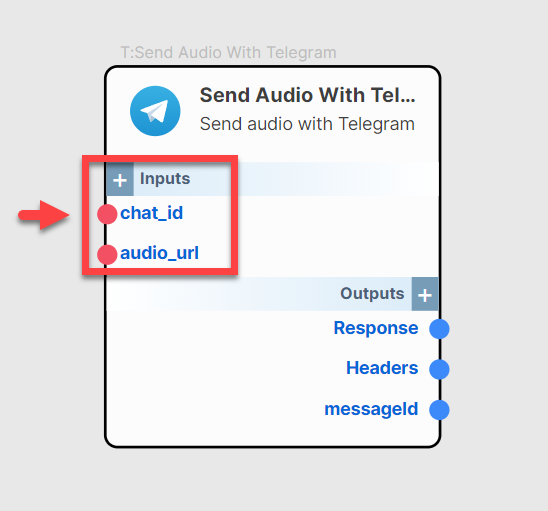 T:Send Audio With Telegram
Send Audio With Tel...
Send audio with Telegram
+ Inputs
chat_id
audio_url
Outputs +
Response
Headers
messageId